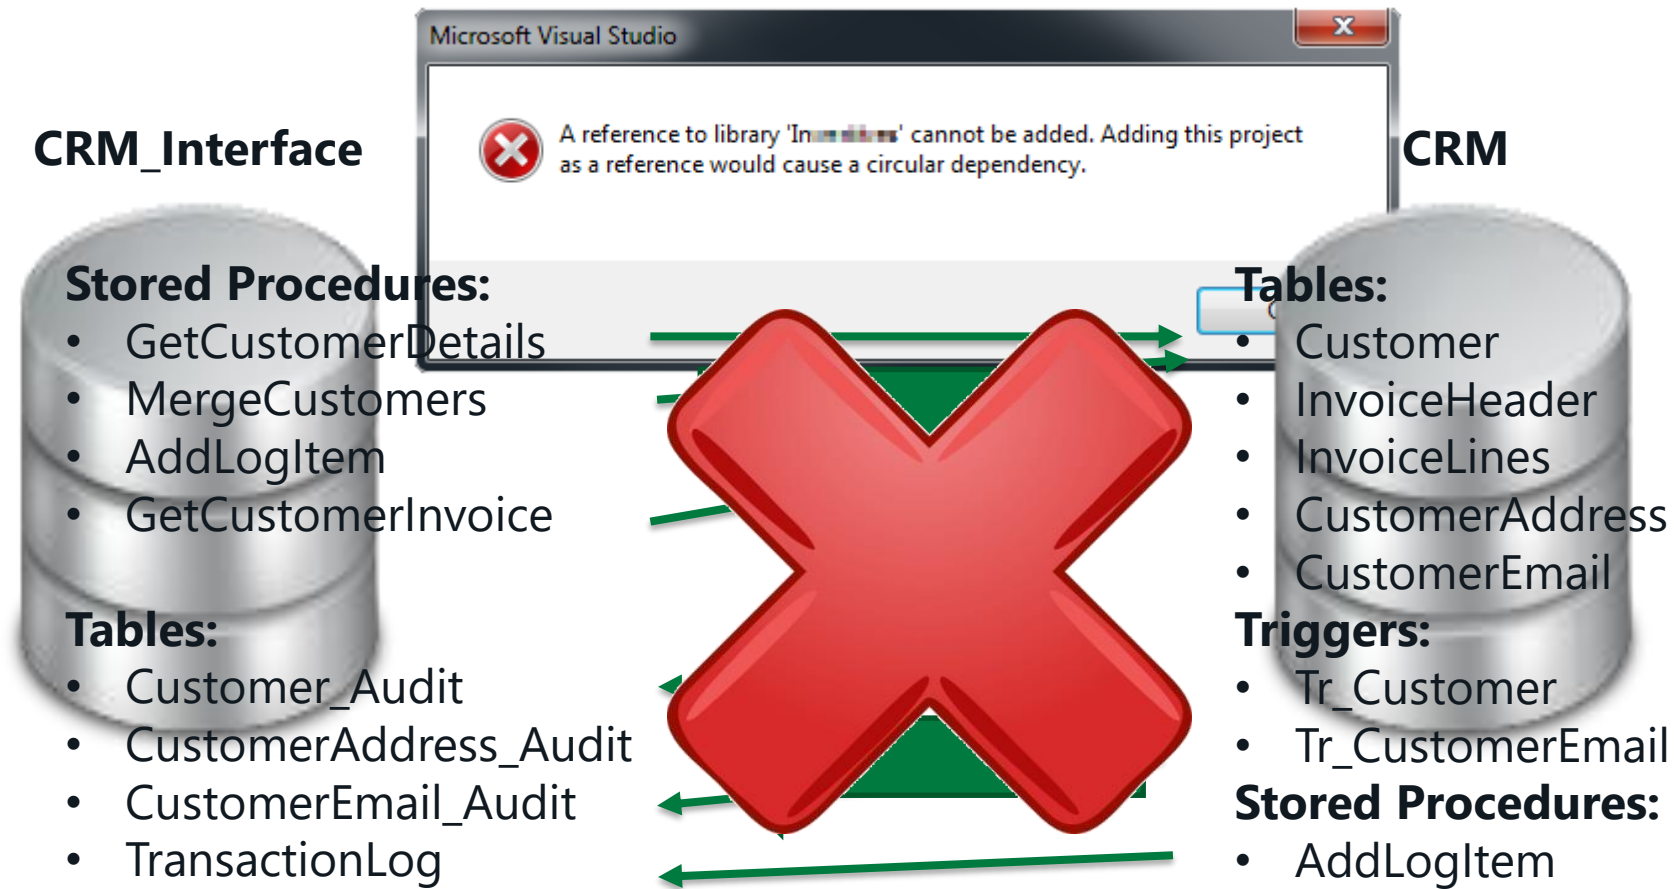 Microsoft Visual Studio
A reference to library 'In ' cannot be added. Adding this project
as a reference would cause a circular dependency.
CRM_Interface
Stored Procedures:
• GetCustomerDetails
• MergeCustomers
• AddLogItem
• GetCustomerInvoice
Tables:
• Customer_Audit
• CustomerAddress_Audit
• CustomerEmail_Audit
• TransactionLog
CRM
Tables:
• Customer
• InvoiceHeader
• InvoiceLines
• CustomerAddress
• CustomerEmail
Triggers:
• Tr_Customer
• Tr_CustomerEmail
Stored Procedures:
• AddLogItem